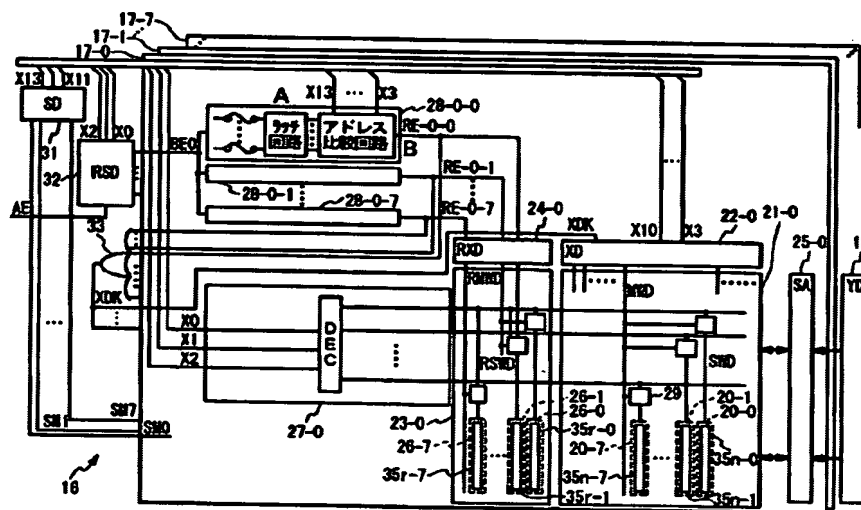 17-7
17-1
17-0
X13
X11
SD
31
X2
X0
32
RSD
AE
33
BE0
A
ラッチ
回路
X13
...
X3
アドレス
比較回路
28-0-0
RE-0-0
B
28-0-1
RE-0-1
28-0-7
RE-0-7
24-0
XDK
X10
X3
22-0
21-0
25-0
RXD
XD
SA
YD
RMWD
MWD
XDK
X0
X1
X2
DEC
RSWD
SWD
29
27-0
23-0
26-1
26-0
26-7
35r-0
35r-7
35r-1
20-1
20-0
20-7
35n-0
35n-7
35n-1
SM1
SM7
SM0
16